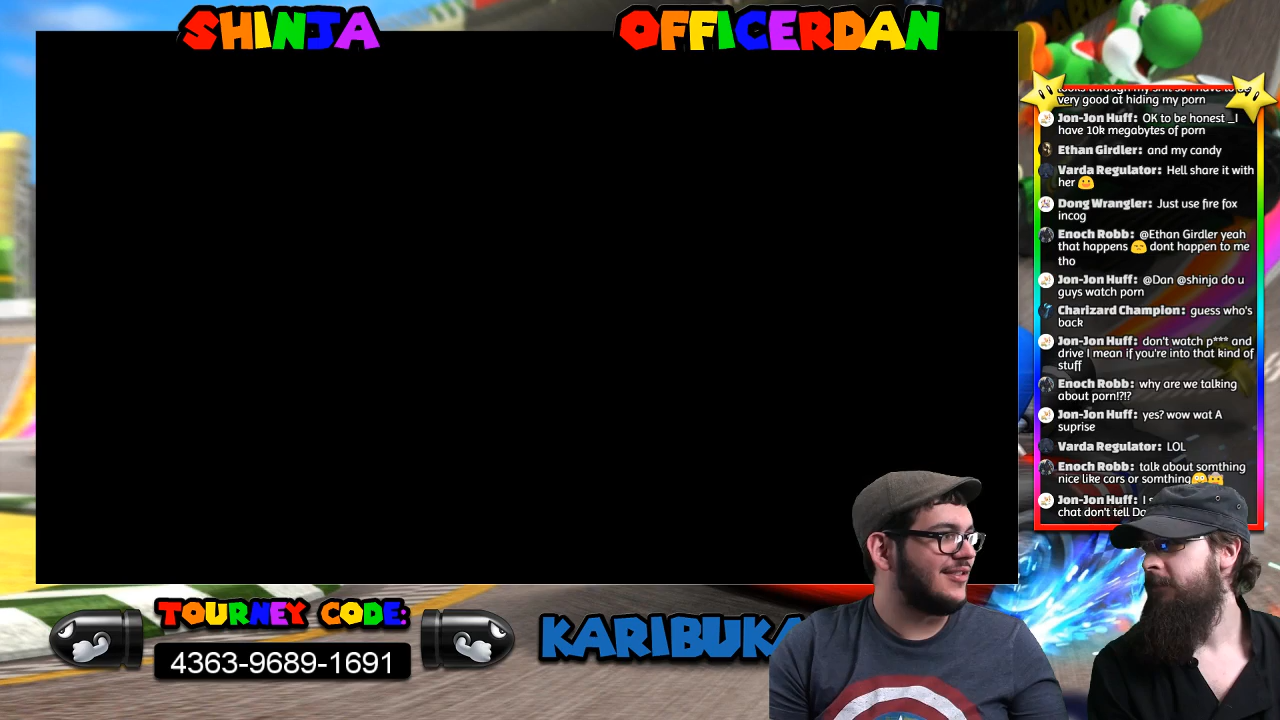 SHINJA
OFFICERDAN
very good at hiding my porn
Jon-Jon Huff: OK to be honest _I
have 10k megabytes of porn
Ethan Girdler: and my candy
Varda Regulator: Hell share it with
her
Dong Wrangler: Just use fire fox
incog
Enoch Robb: @Ethan Girdler yeah
that happens dont happen to me
tho
Jon-Jon Huff: @Dan @shinja do u
guys watch porn
Charizard Champion: guess who's
back
Jon-Jon Huff: don't watch p*** and
drive I mean if you're into that kind of
stuff
Enoch Robb: why are we talking
about porn!?!?
Jon-Jon Huff: yes? wow wat A
suprise
Varda Regulator: LOL
Enoch Robb: talk about somthing
nice like cars or somthing
Jon-Jon Huff: I
chat don't tell
TOURNEY CODE:
4363-9689-1691
KARIBUKA